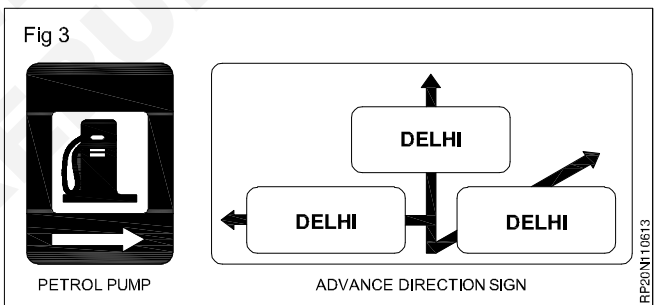 Fig 3
DELHI
DELHI
DELHI
PETROL PUMP
ADVANCE DIRECTION SIGN
RP20N110613